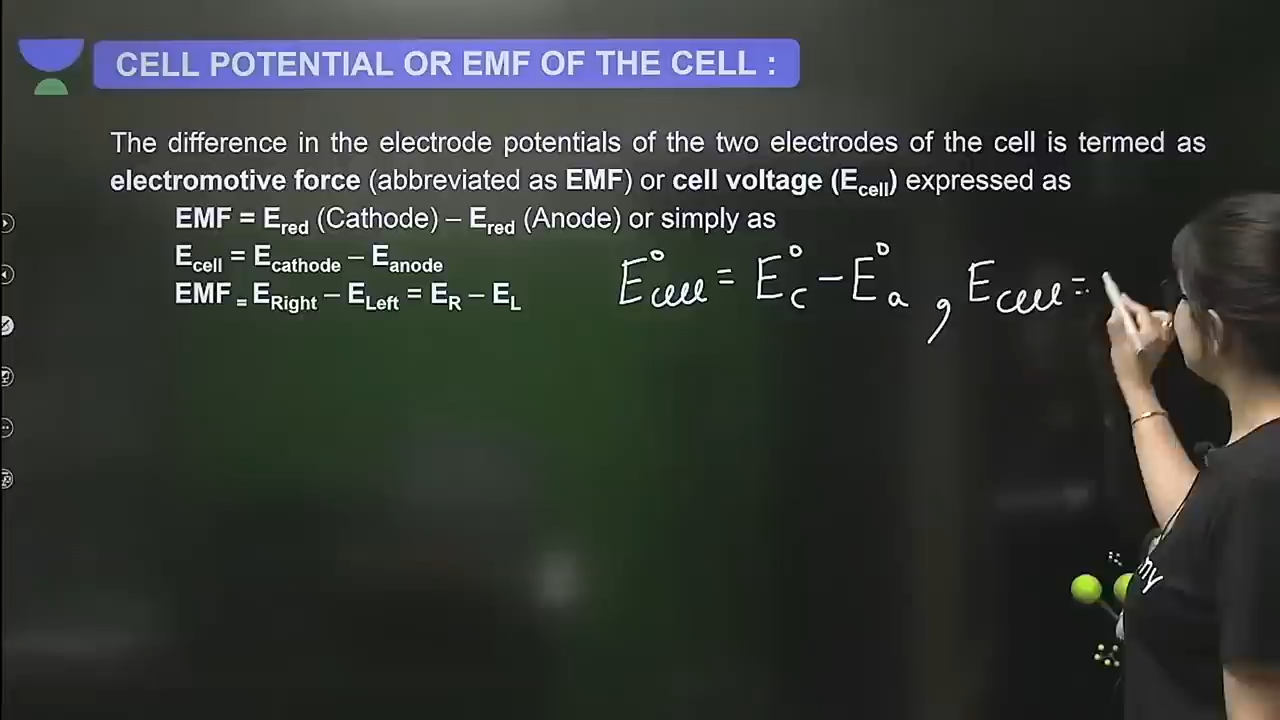 CELL POTENTIAL OR EMF OF THE CELL :
The difference in the electrode potentials of the two electrodes of the cell is termed as
electromotive force (abbreviated as EMF) or cell voltage (Ecell) expressed as
EMF = Ered (Cathode) – Ered (Anode) or simply as
Ecell = Ecathode – Eanode
EMF = ERight – ELeft = ER – EL
E°cell = E°c – E°a , Ecell =
my